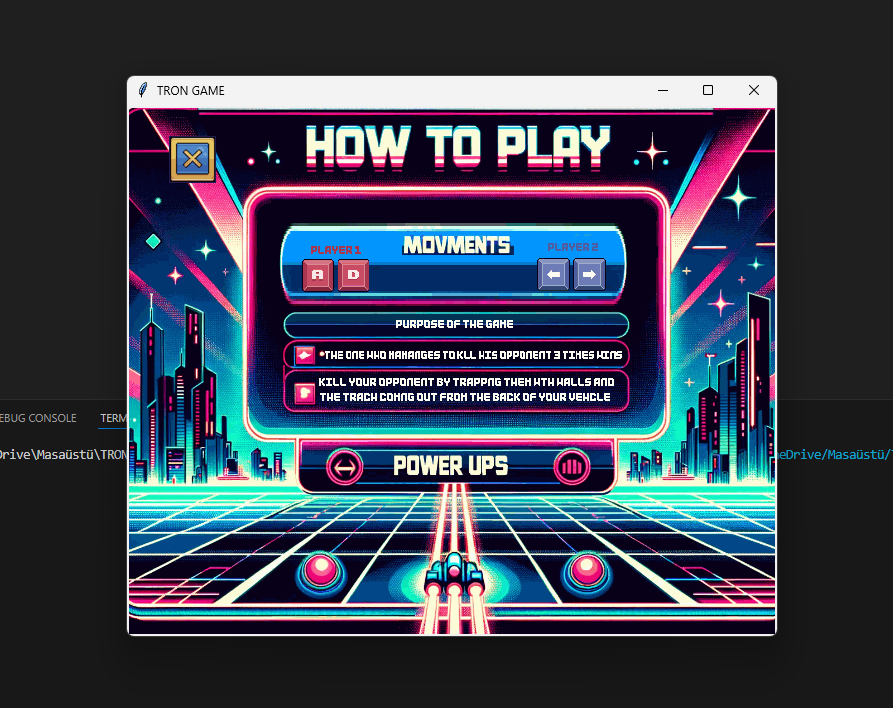 TRON GAME
HOW TO PLAY
PLAYER 1
MOVMENTS
PLAYER 2
A D
PURPOSE OF THE GAME
•THE ONE WHO MANANGES TO KLL HIS OPPONENT 3 TIMES WINS
KILL YOUR OPPONENT BY TRAPPNG THEM WTH WALLS AND
THE TRACK COMNG OUT FROM THE BACK OF YOUR VEHCLE
EBUG CONSOLE TERM
Drive\Masaüstü\TRON
eDrive/Masaüstü/
POWER UPS